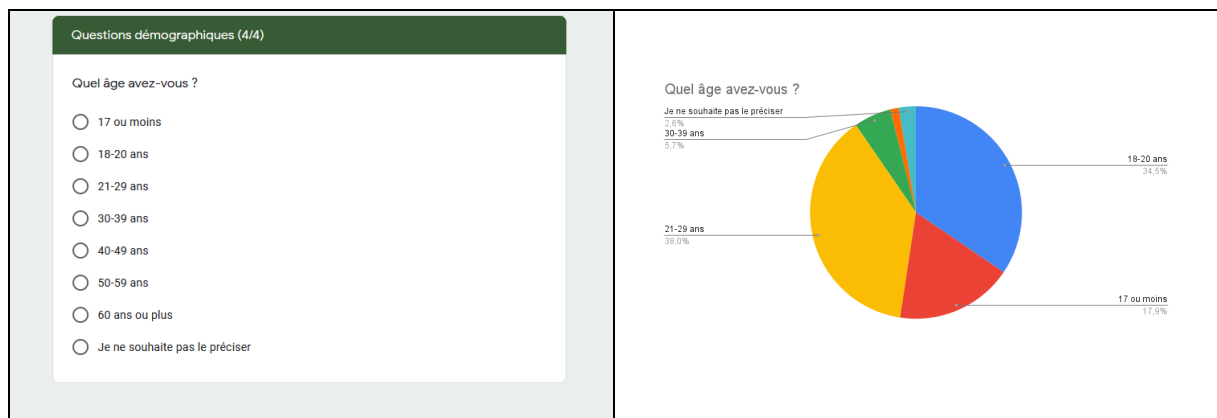 Questions démographiques (4/4)
Quel âge avez-vous ?
17 ou moins
18-20 ans
21-29 ans
30-39 ans
40-49 ans
50-59 ans
60 ans ou plus
Je ne souhaite pas le préciser
Quel âge avez-vous ?
Je ne souhaite pas le préciser
2,6%
30-39 ans
5,7%
18-20 ans
34,5%
21-29 ans
38,0%
17 ou moins
17,9%